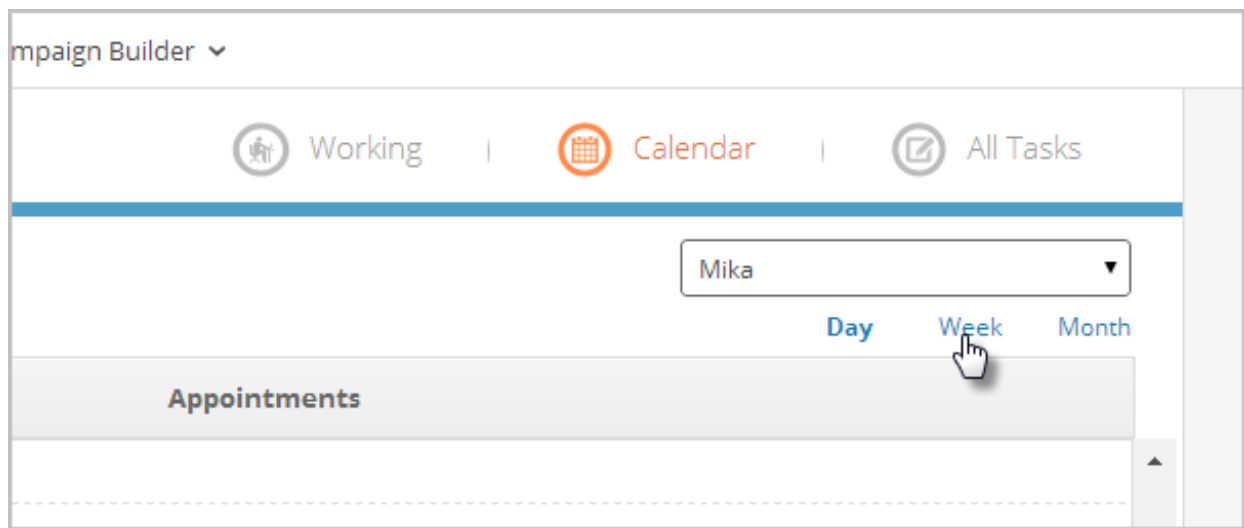 mpaign Builder
Working
Calendar
All Tasks
Mika
Day Week Month
Appointments